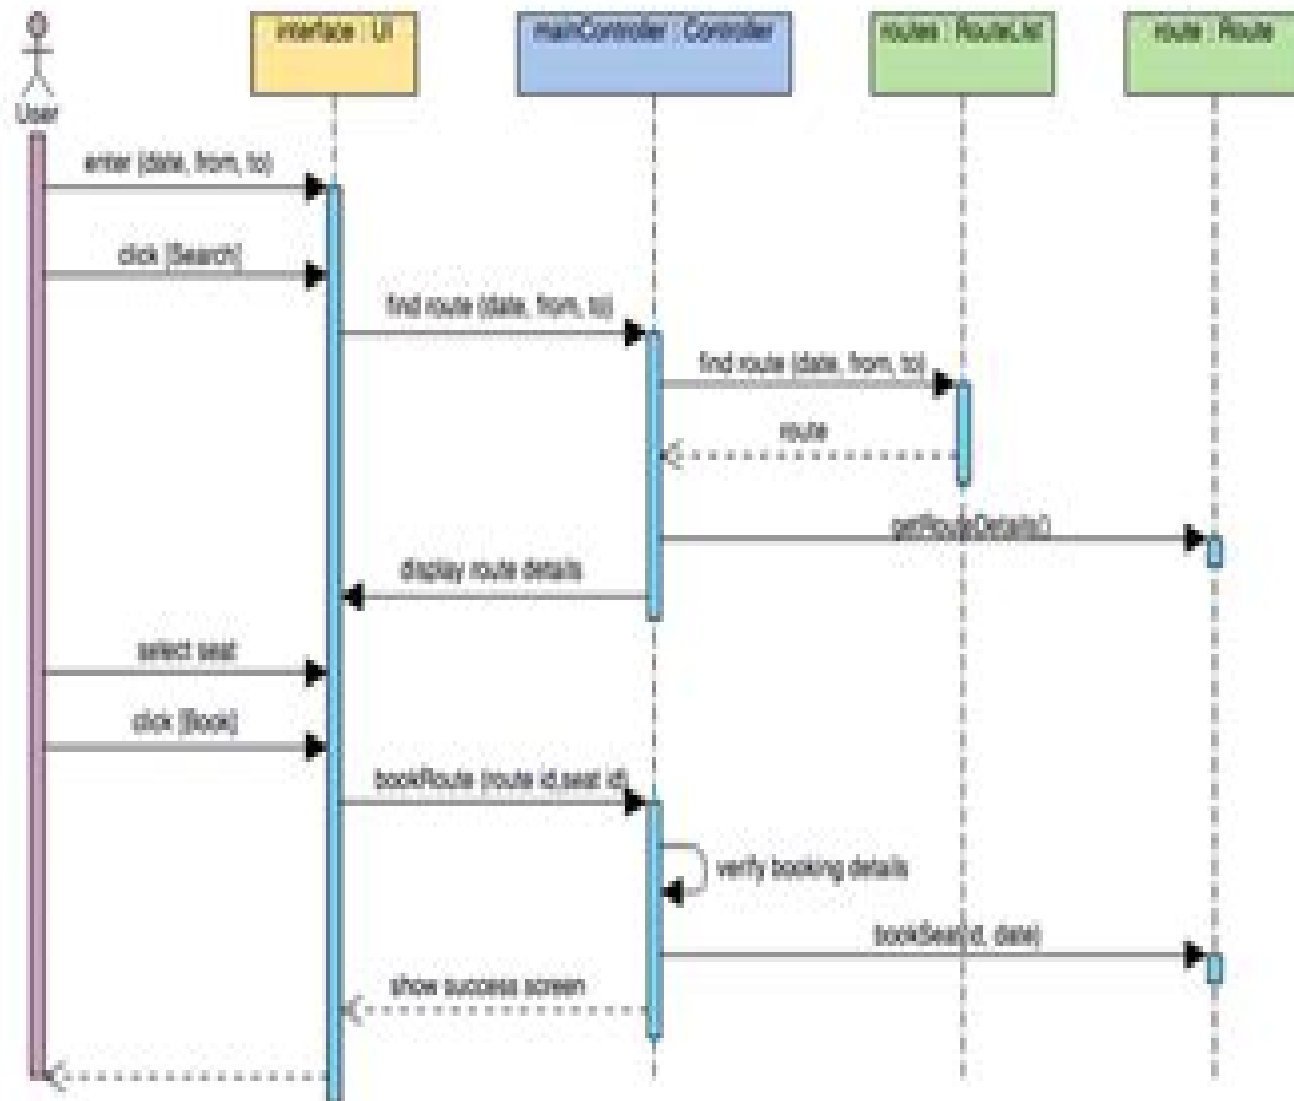 interface : UI
mainController : Controller
routes : RouteList
route : Route
User
enter (date, from, to)
click [Search]
find route (date, from, to)
find route (date, from, to)
route
getRouteDetails()
display route details
select seat
click [Book]
bookRoute (route id,seat id)
verify booking details
bookSeat(id, date)
show success screen